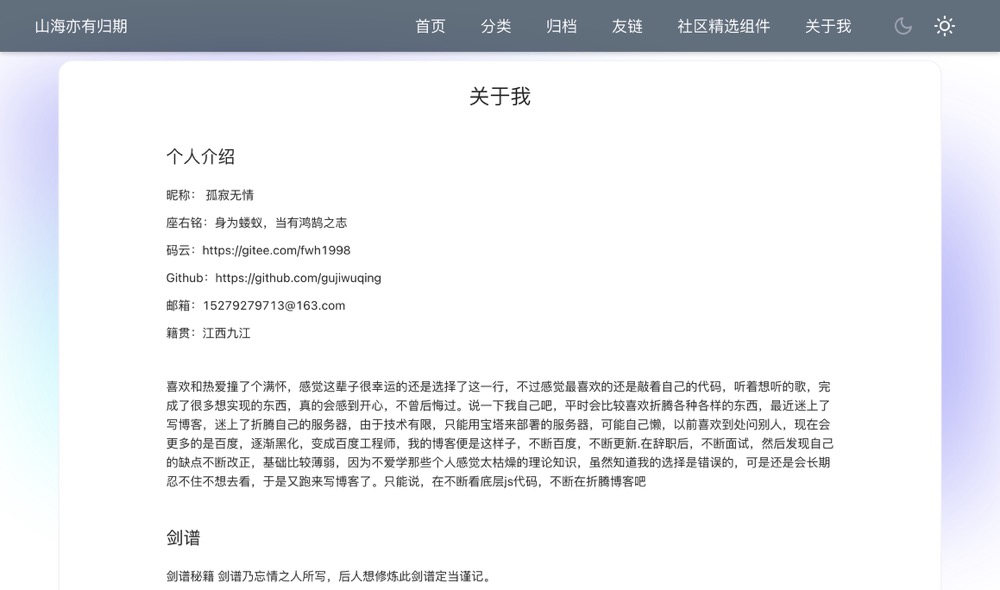 山海亦有归期
首页 分类 归档 友链 社区精选组件 关于我
关于我
个人介绍
昵称： 孤寂无情
座右铭：身为蝼蚁，当有鸿鹄之志
码云：https://gitee.com/fwh1998
Github：https://github.com/gujiwuqing
邮箱：15279279713@163.com
籍贯：江西九江
喜欢和热爱撞了个满怀，感觉这辈子很幸运的还是选择了这一行，不过感觉最喜欢的还是敲着自己的代码，听着想听的歌，完
成了很多想实现的东西，真的会感到开心，不曾后悔过。说一下我自己吧，平时会比较喜欢折腾各种各样的东西，最近迷上了
写博客，迷上了折腾自己的服务器，由于技术有限，只能用宝塔来部署的服务器，可能自己懒，以前喜欢到处问别人，现在会
更多的是百度，逐渐黑化，变成百度工程师，我的博客便是这样子，不断百度，不断更新.在辞职后，不断面试，然后发现自己
的缺点不断改正，基础比较薄弱，因为不爱学那些个人感觉太枯燥的理论知识，虽然知道我的选择是错误的，可是还是会长期
忍不住不想去看，于是又跑来写博客了。只能说，在不断看底层js代码，不断在折腾博客吧
剑谱
剑谱秘籍 剑谱乃忘情之人所写，后人想修炼此剑谱定当谨记。